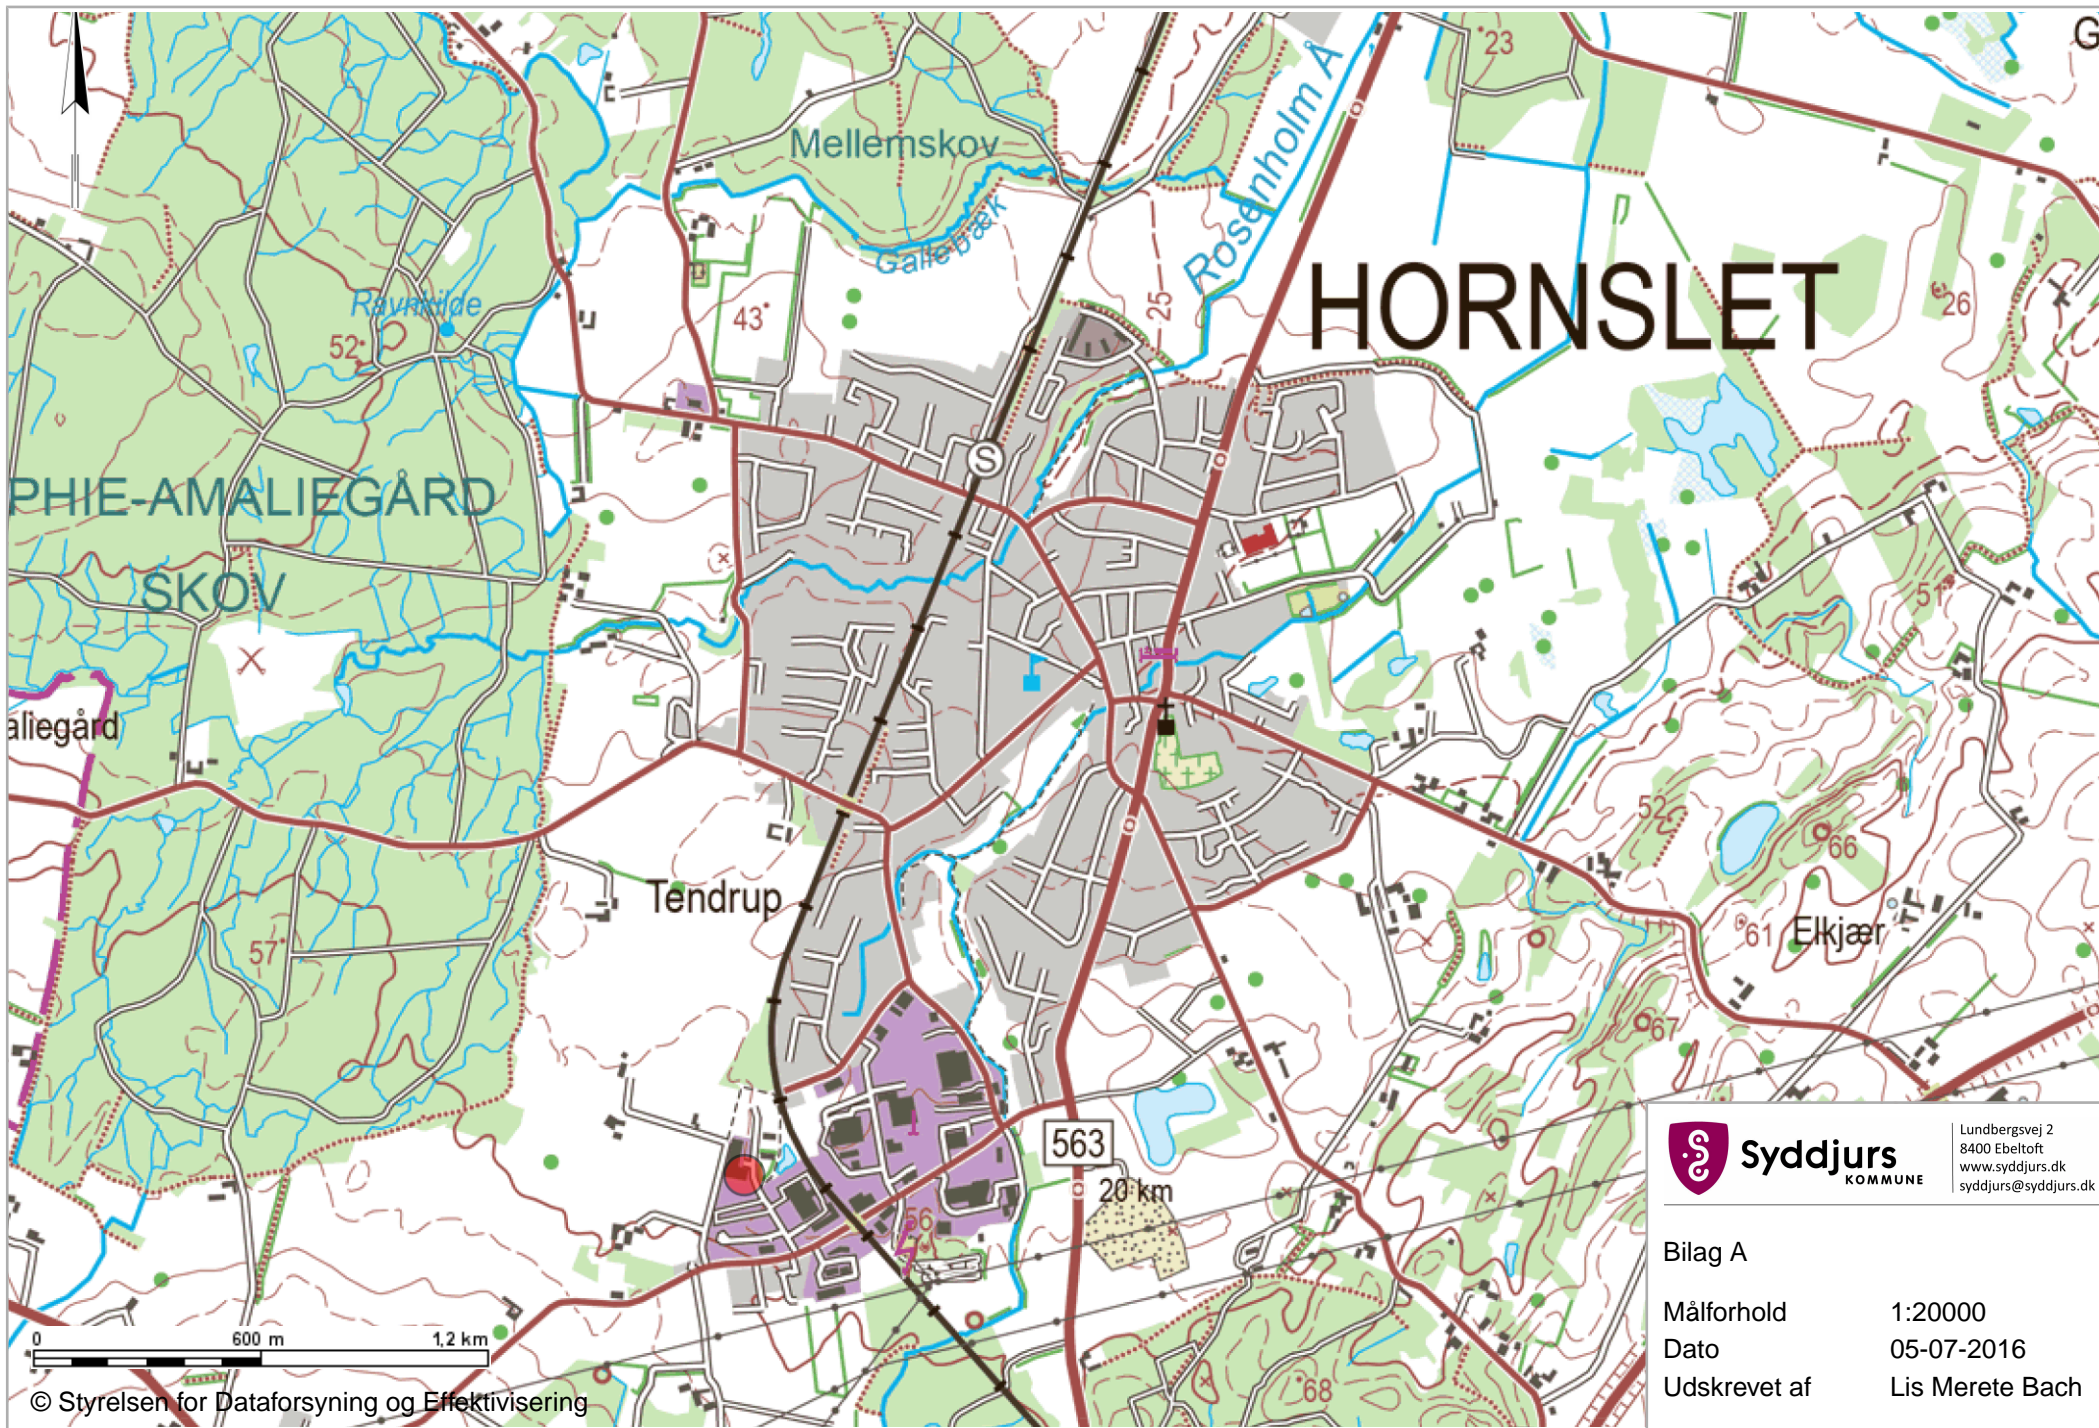 23
G
Rosenholm Å
Mellemskov
Gallebæk
HORNSLET
25
26
Ravnkilde
52
43
S
PHIE-AMALIEGÅRD
SKOV
51
aliegård
52
66
Tendrup
57
61
Elkjær
67
563
20 km
56
68
Syddjurs
KOMMUNE
Lundbergsvej 2
8400 Ebeltoft
www.syddjurs.dk
syddjurs@syddjurs.dk
Bilag A
Målforhold 1:20000
Dato 05-07-2016
Udskrevet af Lis Merete Bach
0 600 m 1,2 km
© Styrelsen for Dataforsyning og Effektivisering